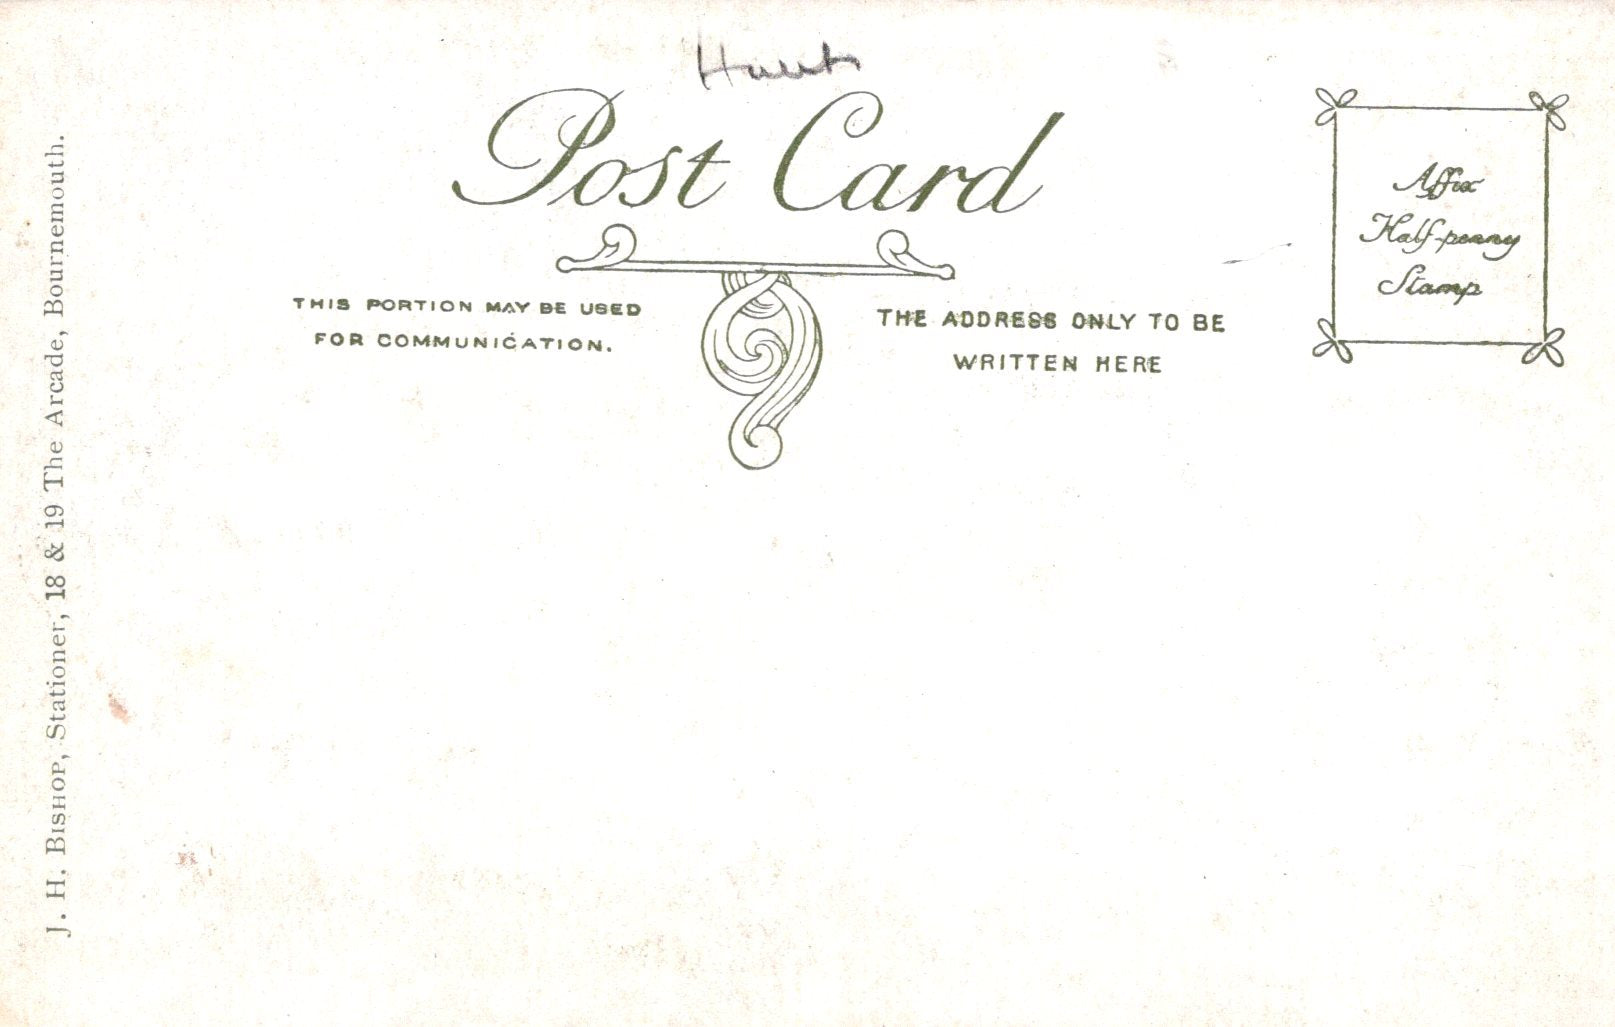 Hants
Post Card
THIS PORTION MAY BE USED
FOR COMMUNICATION.
THE ADDRESS ONLY TO BE
WRITTEN HERE
Affix
Half-penny
Stamp
J. H. BISHOP, Stationer, 18 & 19 The Arcade, Bournemouth.